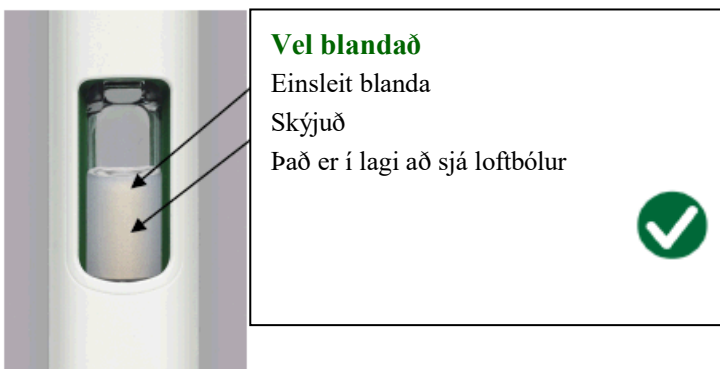 Vel blandað
Einsleit blanda
Skýjuð
Það er í lagi að sjá loftbólur